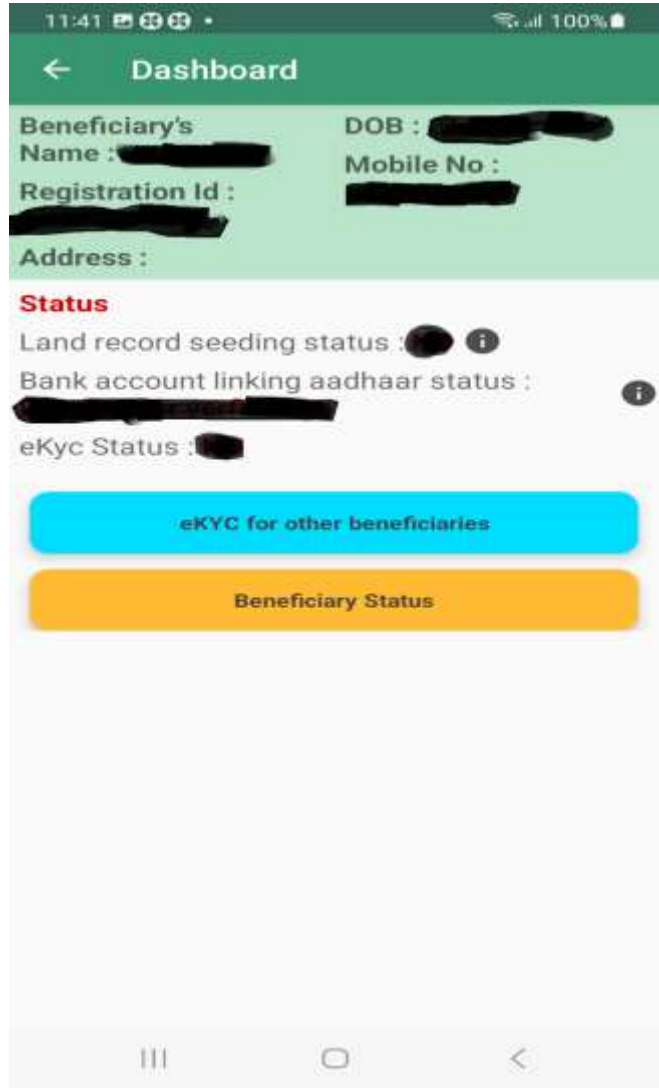 11:41 100%
Dashboard
Beneficiary's
Name :
DOB :
Mobile No :
Registration Id :
Address :
Status
Land record seeding status :
Bank account linking aadhaar status :
eKyc Status :
eKYC for other beneficiaries
Beneficiary Status